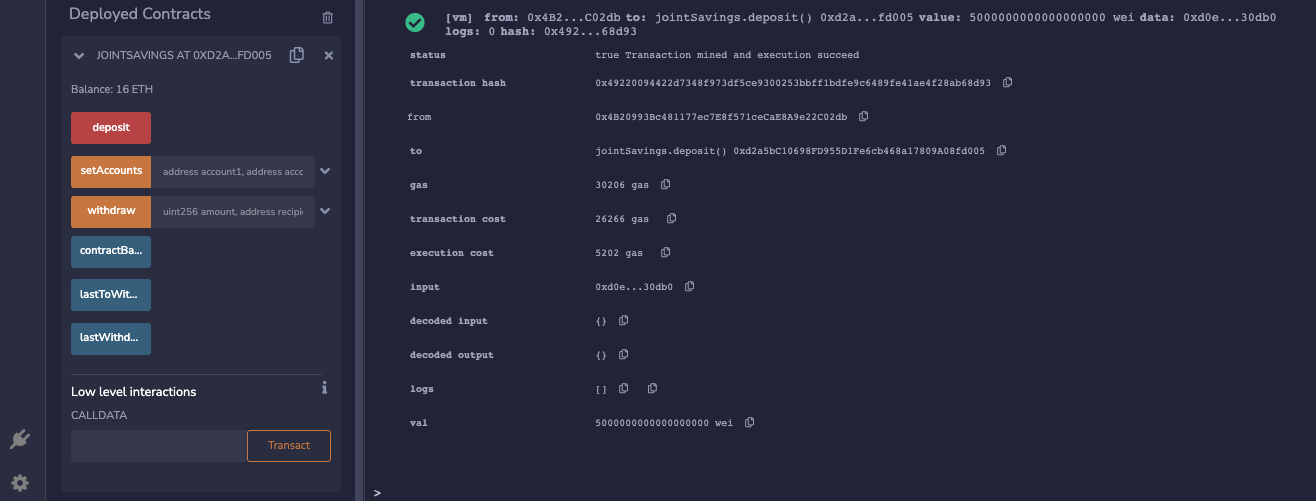 Deployed Contracts
JOINTSAVINGS AT 0XD2A...FD005
Balance: 16 ETH
deposit
setAccounts address account1, address acco
withdraw uint256 amount, address recipie
contractBa...
lastToWit...
lastWithd...
Low level interactions
CALLDATA
Transact
[vm] from: 0x4B2...C02db to: jointSavings.deposit() 0xd2a...fd005 value: 5000000000000000000 wei data: 0xd0e...30db0
logs: 0 hash: 0x492...68d93
status true Transaction mined and execution succeed
transaction hash 0x49220094422d7348f973df5ce9300253bbff1bdfe9c6489fe41ae4f28ab68d93
from 0x4B20993Bc481177ec7E8f571ceCaE8A9e22C02db
to jointSavings.deposit() 0xd2a5bC10698FD955D1Fe6cb468a17809A08fd005
gas 30206 gas
transaction cost 26266 gas
execution cost 5202 gas
input 0xd0e...30db0
decoded input {}
decoded output {}
logs []
val 5000000000000000000 wei
>